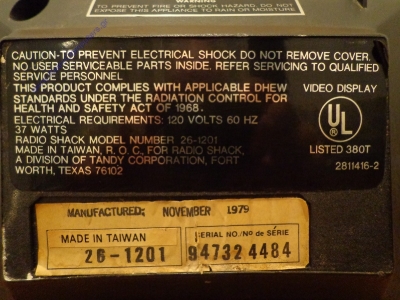 WARNING
TO PREVENT FIRE OR SHOCK HAZARD, DO NOT
EXPOSE THIS APPLIANCE TO RAIN OR MOISTURE
CAUTION-TO PREVENT ELECTRICAL SHOCK DO NOT REMOVE COVER.
NO USER SERVICEABLE PARTS INSIDE. REFER SERVICING TO QUALIFIED
SERVICE PERSONNEL
THIS PRODUCT COMPLIES WITH APPLICABLE DHEW
STANDARDS UNDER THE RADIATION CONTROL FOR
HEALTH AND SAFETY ACT OF 1968.
ELECTRICAL REQUIREMENTS: 120 VOLTS 60 HZ
37 WATTS
RADIO SHACK MODEL NUMBER 26-1201
MADE IN TAIWAN, R. O. C., FOR RADIO SHACK,
A DIVISION OF TANDY CORPORATION, FORT
WORTH, TEXAS 76102
VIDEO DISPLAY
UL
LISTED 380T
2811416-2
MANUFACTURED: NOVEMBER 1979
MADE IN TAIWAN
26-1201
SERIAL NO./No de SÉRIE
947324484